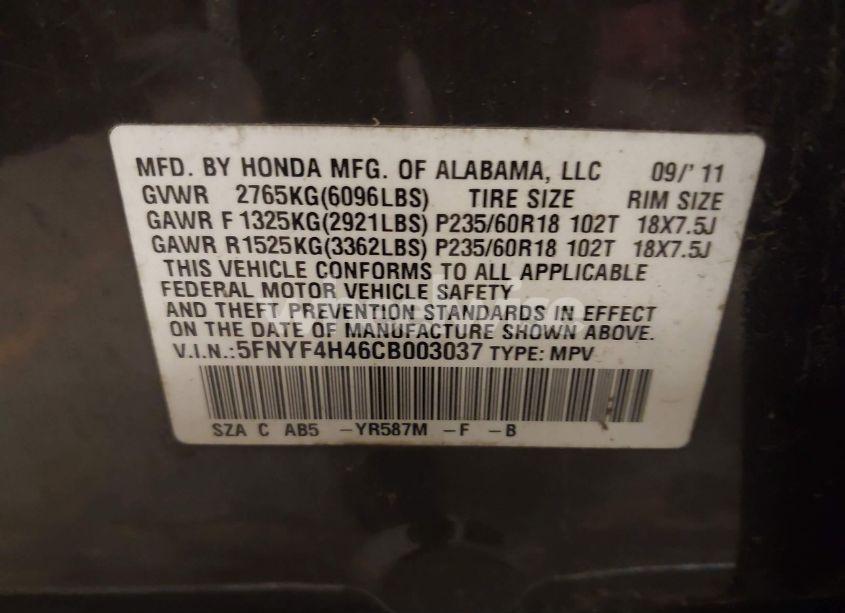 MFD. BY HONDA MFG. OF ALABAMA, LLC 09/' 11
GVWR 2765KG(6096LBS) TIRE SIZE RIM SIZE
GAWR F 1325KG(2921LBS) P235/60R18 102T 18X7.5J
GAWR R1525KG(3362LBS) P235/60R18 102T 18X7.5J
THIS VEHICLE CONFORMS TO ALL APPLICABLE
FEDERAL MOTOR VEHICLE SAFETY
AND THEFT PREVENTION STANDARDS IN EFFECT
ON THE DATE OF MANUFACTURE SHOWN ABOVE.
V.I.N.:5FNYF4H46CB003037 TYPE: MPV
SZA C AB5 -YR587M -F -B